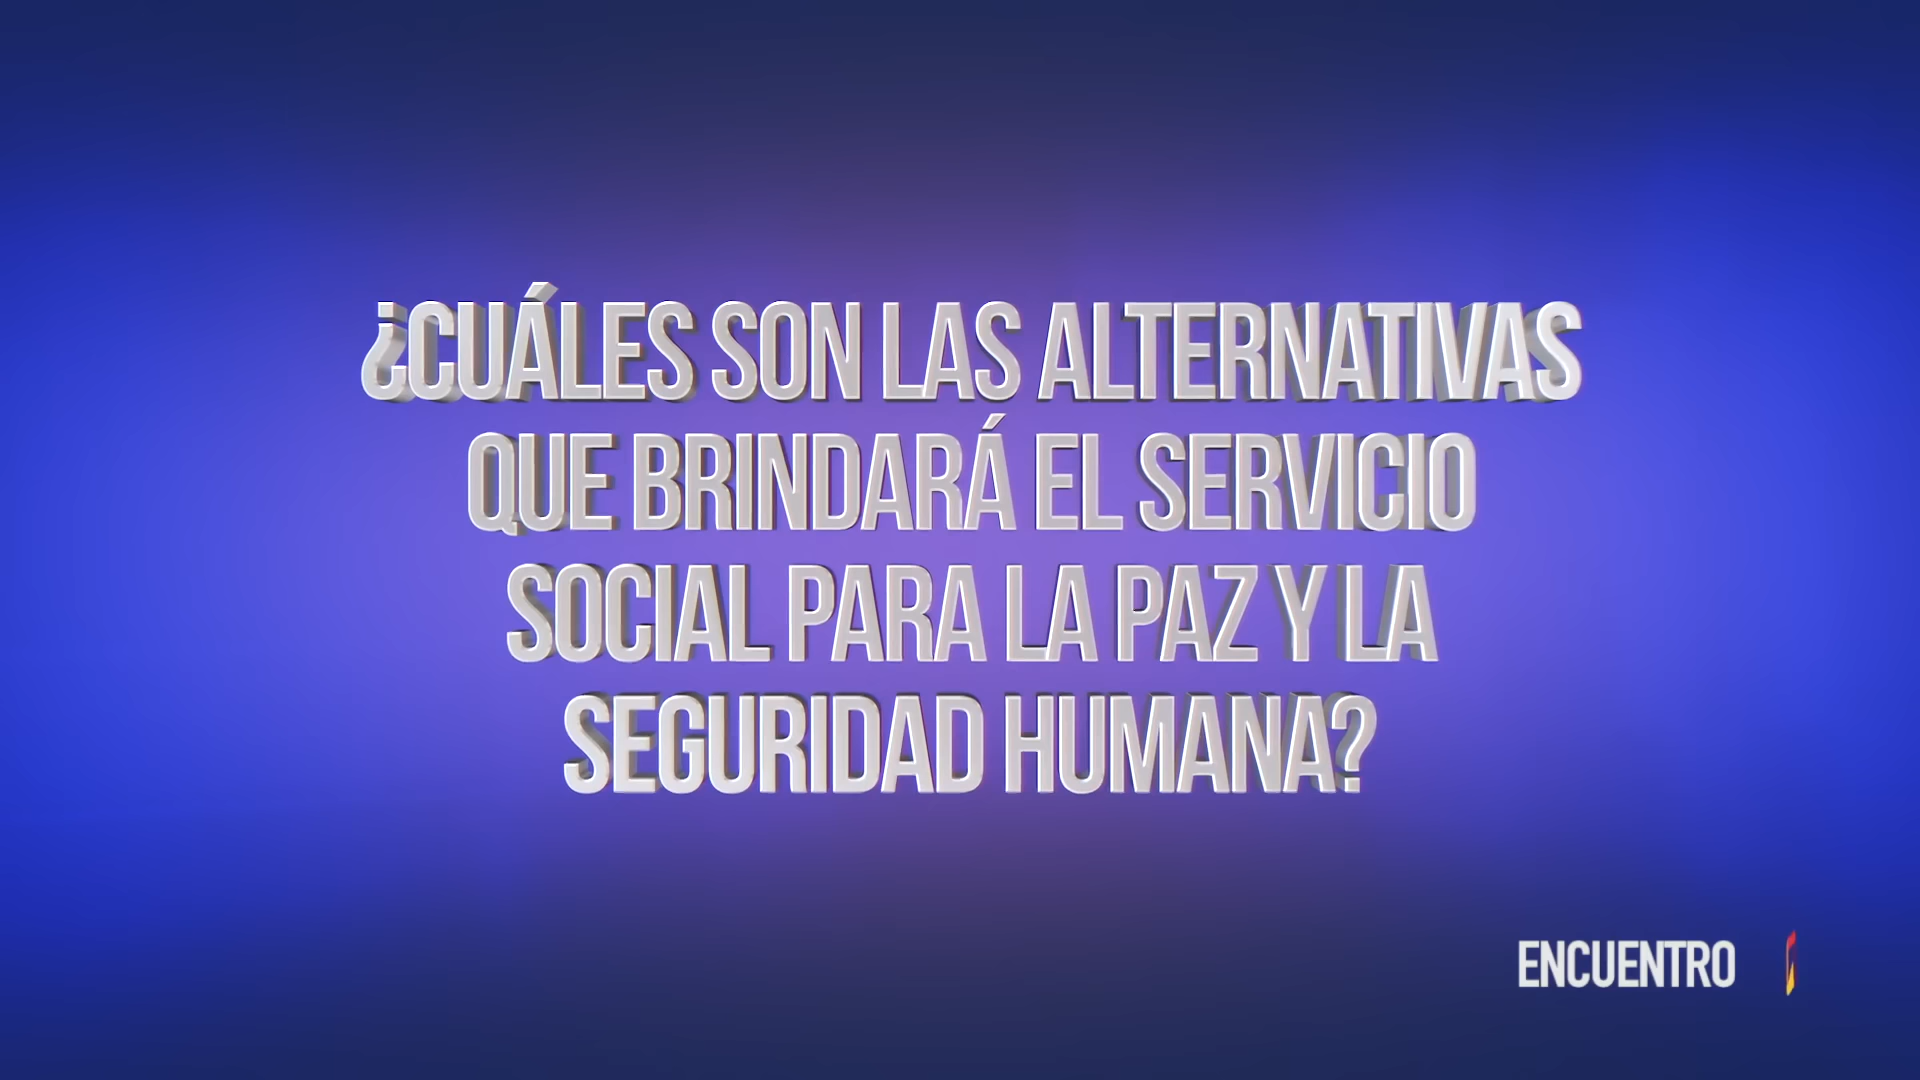 ¿CUÁLES SON LAS ALTERNATIVAS
QUE BRINDARÁ EL SERVICIO
SOCIAL PARA LA PAZ Y LA
SEGURIDAD HUMANA?
ENCUENTRO